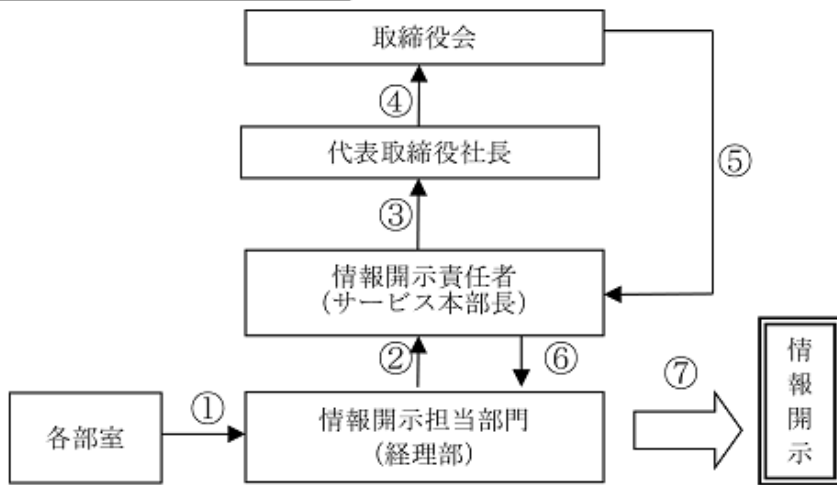 取締役会
④
代表取締役社長
⑤
③
情報開示責任者
（サービス本部長）
②
⑥
⑦
情報開示
各部室
①
情報開示担当部門
（経理部）